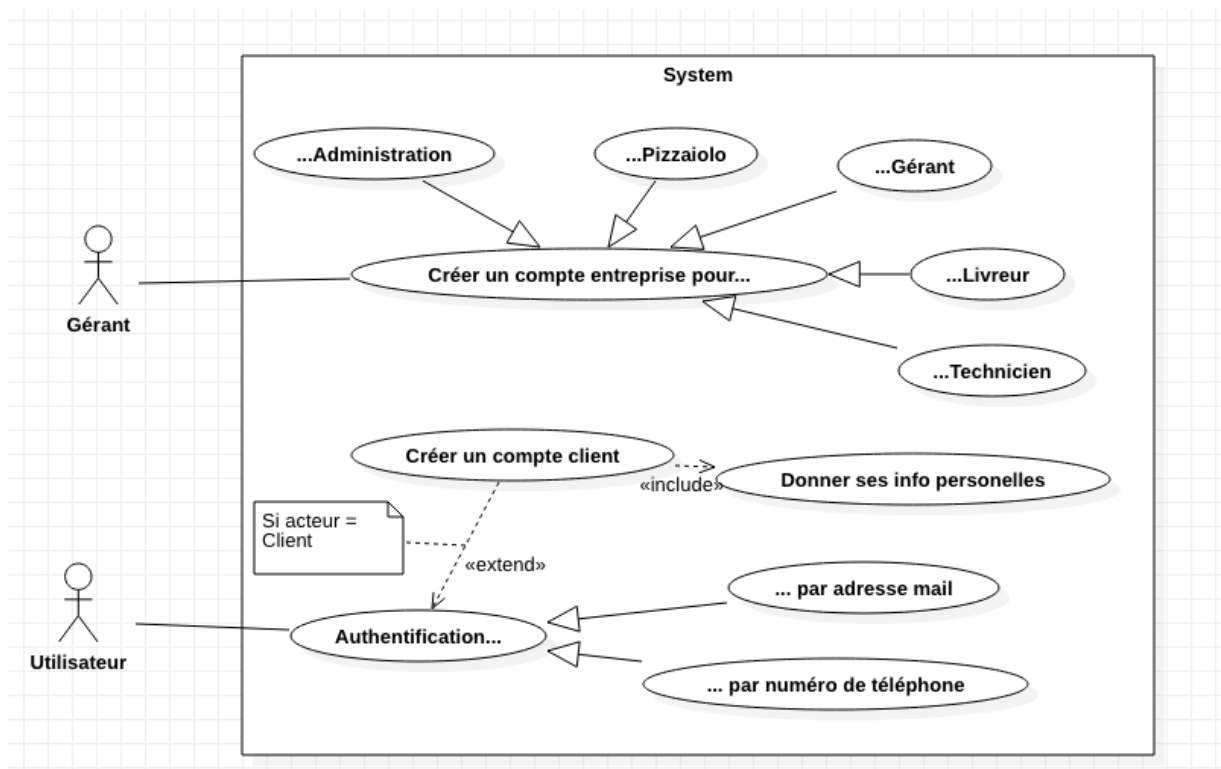 System
...Administration
...Pizzaiolo
...Gérant
Créer un compte entreprise pour...
...Livreur
Gérant
...Technicien
Créer un compte client
Donner ses info personelles
«include»
Si acteur =
Client
«extend»
... par adresse mail
Authentification...
Utilisateur
... par numéro de téléphone